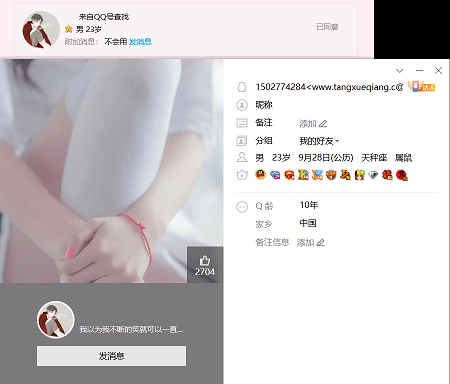 来自QQ号查找
男 23岁
附加消息： 不会用 发消息
已同意
1502774284<www.tangxueqiang.c@
达人
昵称
备注 添加
分组 我的好友
男 23岁 9月28日(公历) 天秤座 属鼠
Q 龄 10年
家乡 中国
备注信息 添加
2704
我以为我不断的笑就可以一直...
发消息